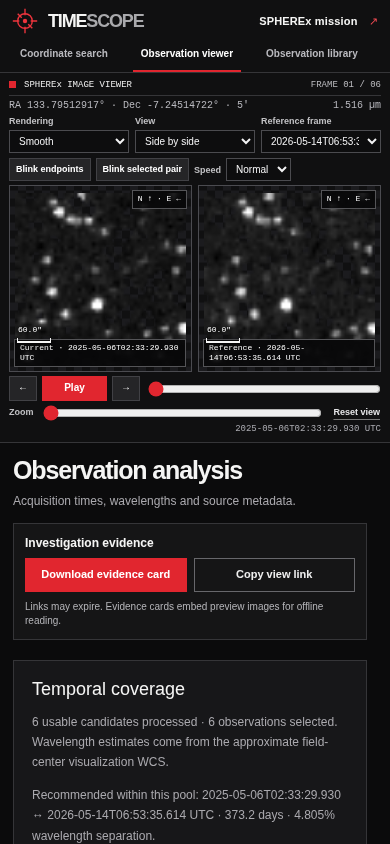 TIMESCOPE
SPHEREx mission ↗
Coordinate search Observation viewer Observation library
SPHEREx IMAGE VIEWER FRAME 01 / 06
RA 133.79512917° · Dec -7.24514722° · 5' 1.516 µm
Rendering View Reference frame
Smooth Side by side 2026-05-14T06:53:3
Blink endpoints Blink selected pair Speed Normal
N ↑ · E ← N ↑ · E ←
60.0" 60.0"
Current · 2025-05-06T02:33:29.930 UTC
Reference · 2026-05-14T06:53:35.614 UTC
← Play →
Zoom Reset view
2025-05-06T02:33:29.930 UTC
Observation analysis
Acquisition times, wavelengths and source metadata.
Investigation evidence
Download evidence card Copy view link
Links may expire. Evidence cards embed preview images for offline
reading.
Temporal coverage
6 usable candidates processed · 6 observations selected.
Wavelength estimates come from the approximate field-
center visualization WCS.
Recommended within this pool: 2025-05-06T02:33:29.930
↔ 2026-05-14T06:53:35.614 UTC · 373.2 days · 4.805%
wavelength separation.